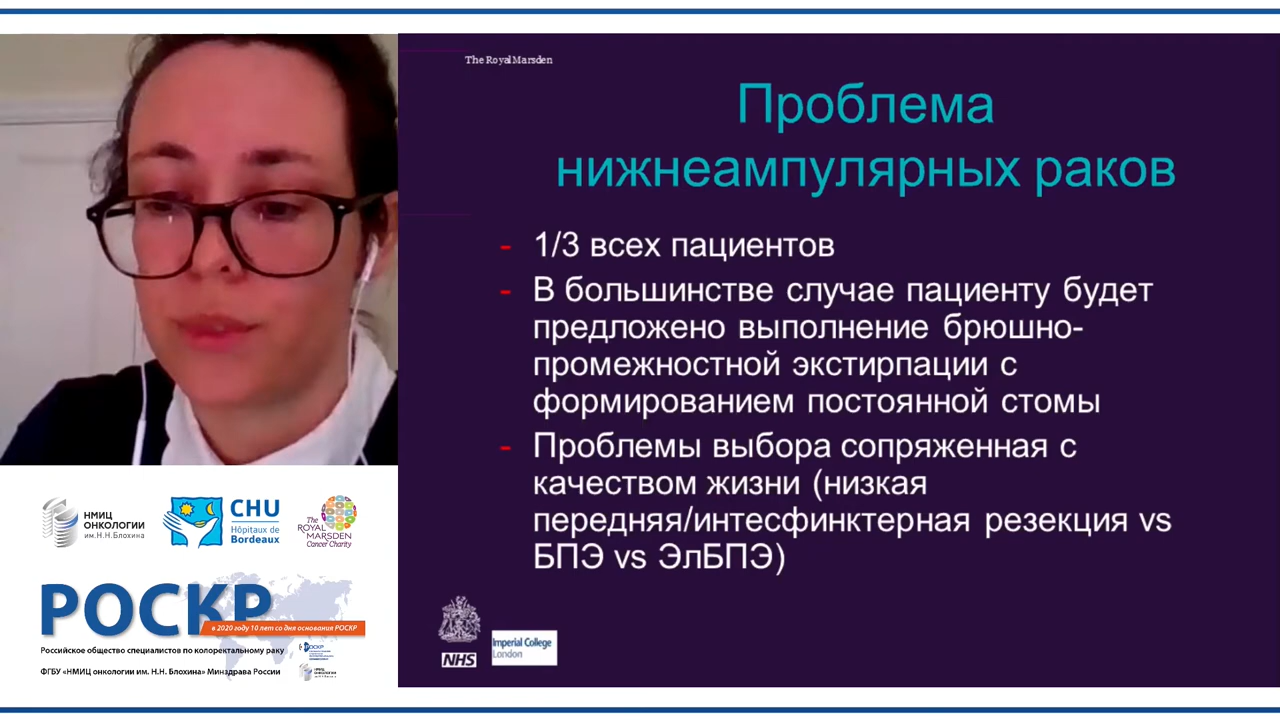 The Royal Marsden
Проблема
нижнеампулярных раков
- 1/3 всех пациентов
- В большинстве случае пациенту будет
предложено выполнение брюшно-
промежностной экстирпации с
формированием постоянной стомы
- Проблемы выбора сопряженная с
качеством жизни (низкая
передняя/интесфинктерная резекция vs
БПЭ vs ЭлБПЭ)
NHS
Imperial College
London
НМИЦ
ОНКОЛОГИИ
им.Н.Н.Блохина
CHU
Hôpitaux de
Bordeaux
The
ROYAL
MARSDEN
Cancer Charity
РОСКР
в 2020 году 10 лет со дня основания РОСКР
Российское общество специалистов по колоректальному раку
ФГБУ «НМИЦ онкологии им. Н.Н. Блохина» Минздрава России